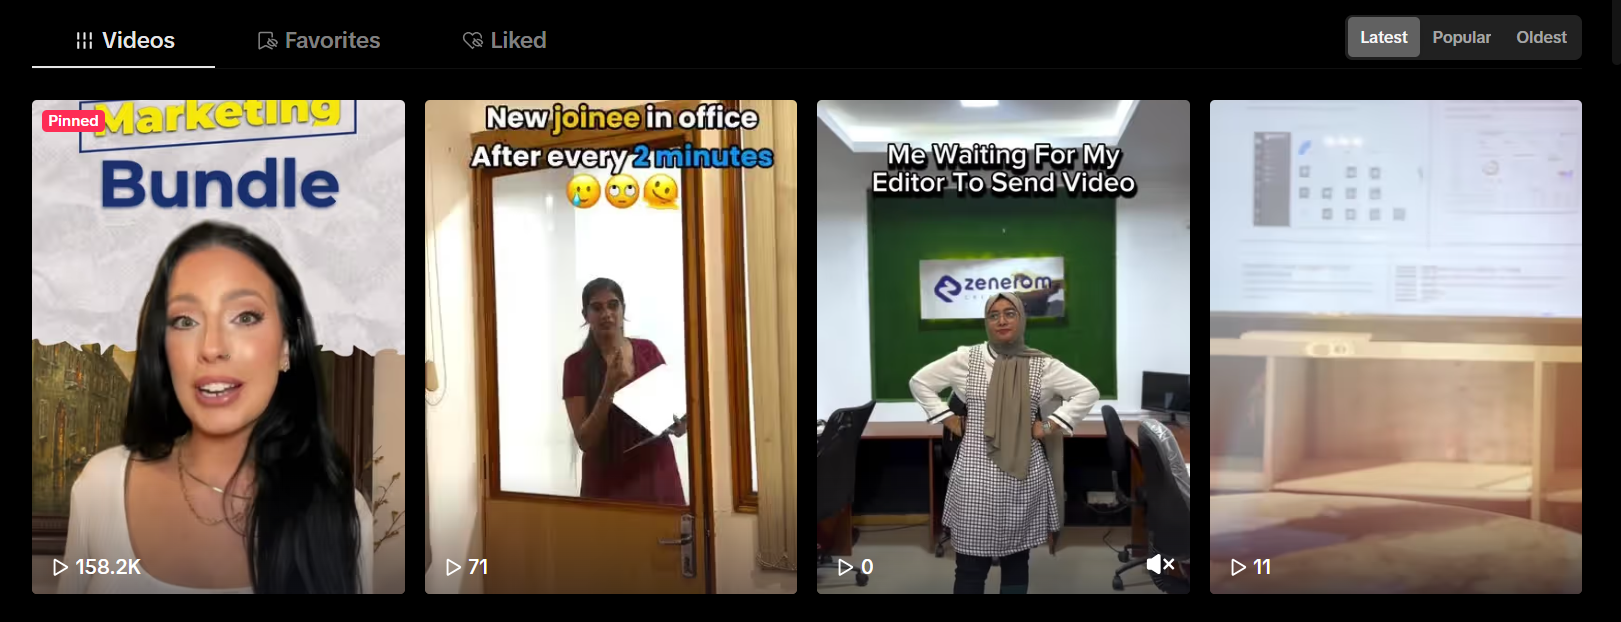 Videos
Favorites
Liked
Latest
Popular
Oldest
Pinned
Marketing
Bundle
158.2K
New joinee in office
After every 2 minutes
71
Me Waiting For My
Editor To Send Video
zenerom
0
11